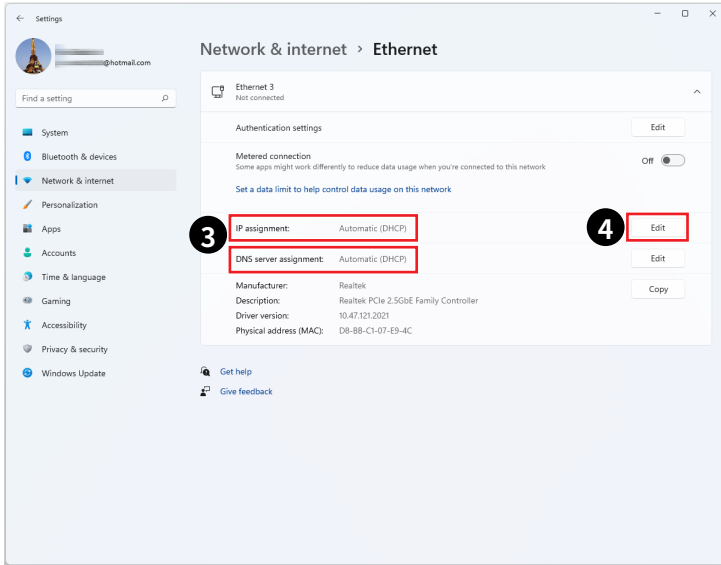 Settings
@hotmail.com
Find a setting
System
Bluetooth & devices
Network & internet
Personalization
Apps
Accounts
Time & language
Gaming
Accessibility
Privacy & security
Windows Update
Network & internet > Ethernet
Ethernet 3
Not connected
Authentication settings Edit
Metered connection
Some apps might work differently to reduce data usage when you're connected to this network
Off
Set a data limit to help control data usage on this network
3 IP assignment: Automatic (DHCP) 4 Edit
DNS server assignment: Automatic (DHCP) Edit
Manufacturer: Realtek Copy
Description: Realtek PCIe 2.5GbE Family Controller
Driver version: 10.47.121.2021
Physical address (MAC): D8-BB-C1-07-E9-4C
Get help
Give feedback